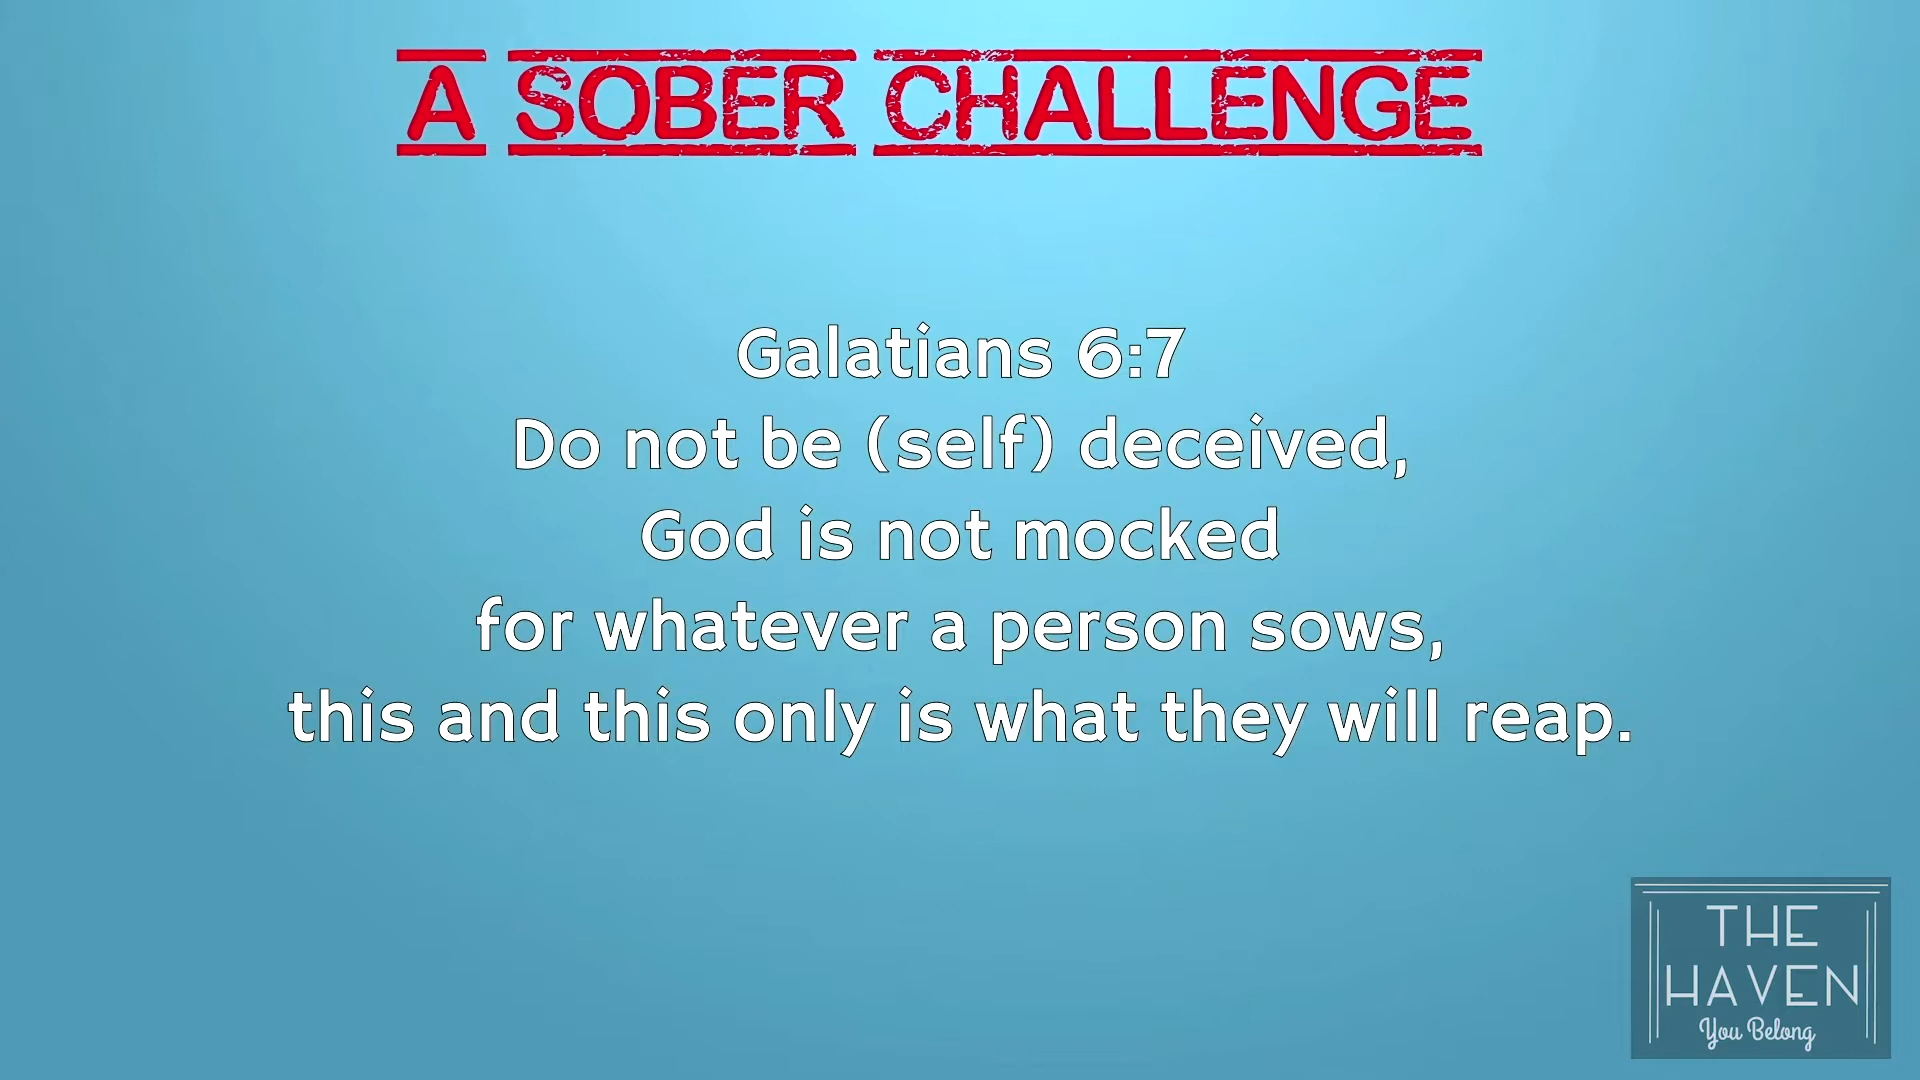 A SOBER CHALLENGE
Galatians 6:7
Do not be (self) deceived,
God is not mocked
for whatever a person sows,
this and this only is what they will reap.
THE
HAVEN
You Belong